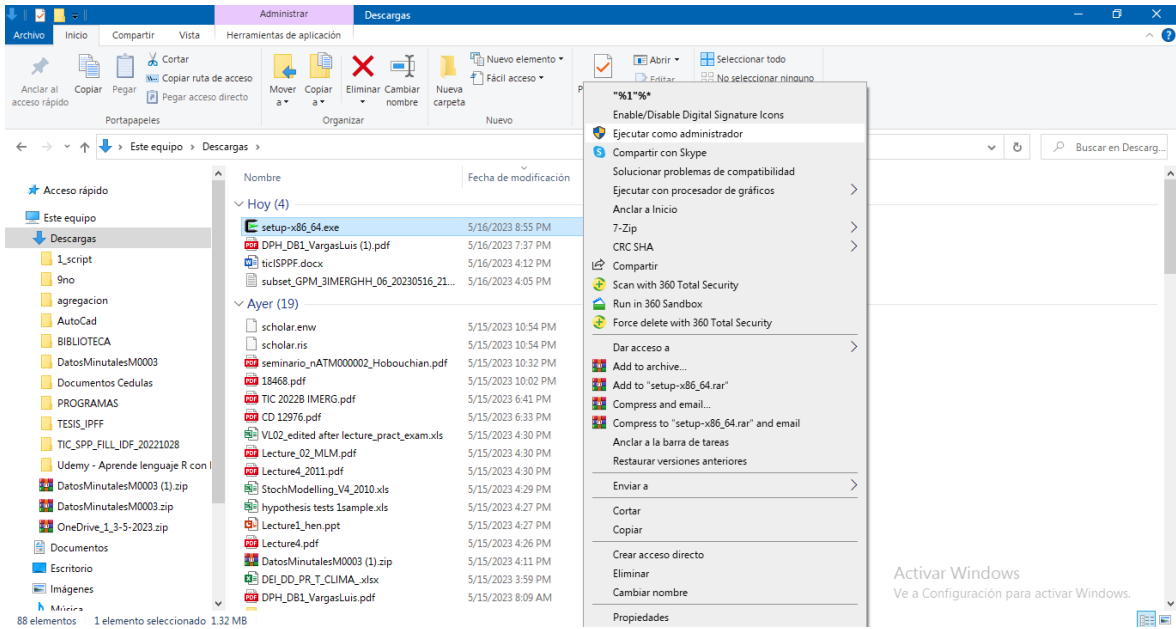 Administrar
Descargas
Archivo
Inicio
Compartir
Vista
Herramientas de aplicación
Anclar al acceso rápido
Copiar
Pegar
Cortar
Copiar ruta de acceso
Pegar acceso directo
Portapapeles
Mover a
Copiar a
Eliminar
Cambiar nombre
Organizar
Nueva carpeta
Nuevo elemento
Fácil acceso
Nuevo
P
Abrir
Editar
Seleccionar todo
No seleccionar ninguno
Este equipo > Descargas >
Buscar en Descarg...
Acceso rápido
Este equipo
Descargas
1_script
9no
agregacion
AutoCad
BIBLIOTECA
DatosMinutalesM0003
Documentos Cedulas
PROGRAMAS
TESIS_IPFF
TIC_SPP_FILL_IDF_20221028
Udemy - Aprende lenguaje R con
DatosMinutalesM0003 (1).zip
DatosMinutalesM0003.zip
OneDrive_1_3-5-2023.zip
Documentos
Escritorio
Imágenes
Música
Nombre
Fecha de modificación
Hoy (4)
setup-x86_64.exe 5/16/2023 8:55 PM
DPH_DB1_VargasLuis (1).pdf 5/16/2023 7:37 PM
ticISPPF.docx 5/16/2023 4:12 PM
subset_GPM_3IMERGHH_06_20230516_21... 5/16/2023 4:05 PM
Ayer (19)
scholar.enw 5/15/2023 10:54 PM
scholar.ris 5/15/2023 10:54 PM
seminario_nATM000002_Hobouchian.pdf 5/15/2023 10:32 PM
18468.pdf 5/15/2023 10:02 PM
TIC 2022B IMERG.pdf 5/15/2023 6:41 PM
CD 12976.pdf 5/15/2023 6:33 PM
VL02_edited after lecture_pract_exam.xls 5/15/2023 4:30 PM
Lecture_02_MLM.pdf 5/15/2023 4:30 PM
Lecture4_2011.pdf 5/15/2023 4:30 PM
StochModelling_V4_2010.xls 5/15/2023 4:29 PM
hypothesis tests 1sample.xls 5/15/2023 4:27 PM
Lecture1_hen.ppt 5/15/2023 4:27 PM
Lecture4.pdf 5/15/2023 4:26 PM
DatosMinutalesM0003 (1).zip 5/15/2023 4:11 PM
DEI_DD_PR_T_CLIMA_.xlsx 5/15/2023 3:59 PM
DPH_DB1_VargasLuis.pdf 5/15/2023 8:09 AM
"%1"%*
Enable/Disable Digital Signature Icons
Ejecutar como administrador
Compartir con Skype
Solucionar problemas de compatibilidad
Ejecutar con procesador de gráficos
Anclar a Inicio
7-Zip
CRC SHA
Compartir
Scan with 360 Total Security
Run in 360 Sandbox
Force delete with 360 Total Security
Dar acceso a
Add to archive...
Add to "setup-x86_64.rar"
Compress and email...
Compress to "setup-x86_64.rar" and email
Anclar a la barra de tareas
Restaurar versiones anteriores
Enviar a
Cortar
Copiar
Crear acceso directo
Eliminar
Cambiar nombre
Propiedades
Activar Windows
Ve a Configuración para activar Windows.
88 elementos
1 elemento seleccionado 1.32 MB